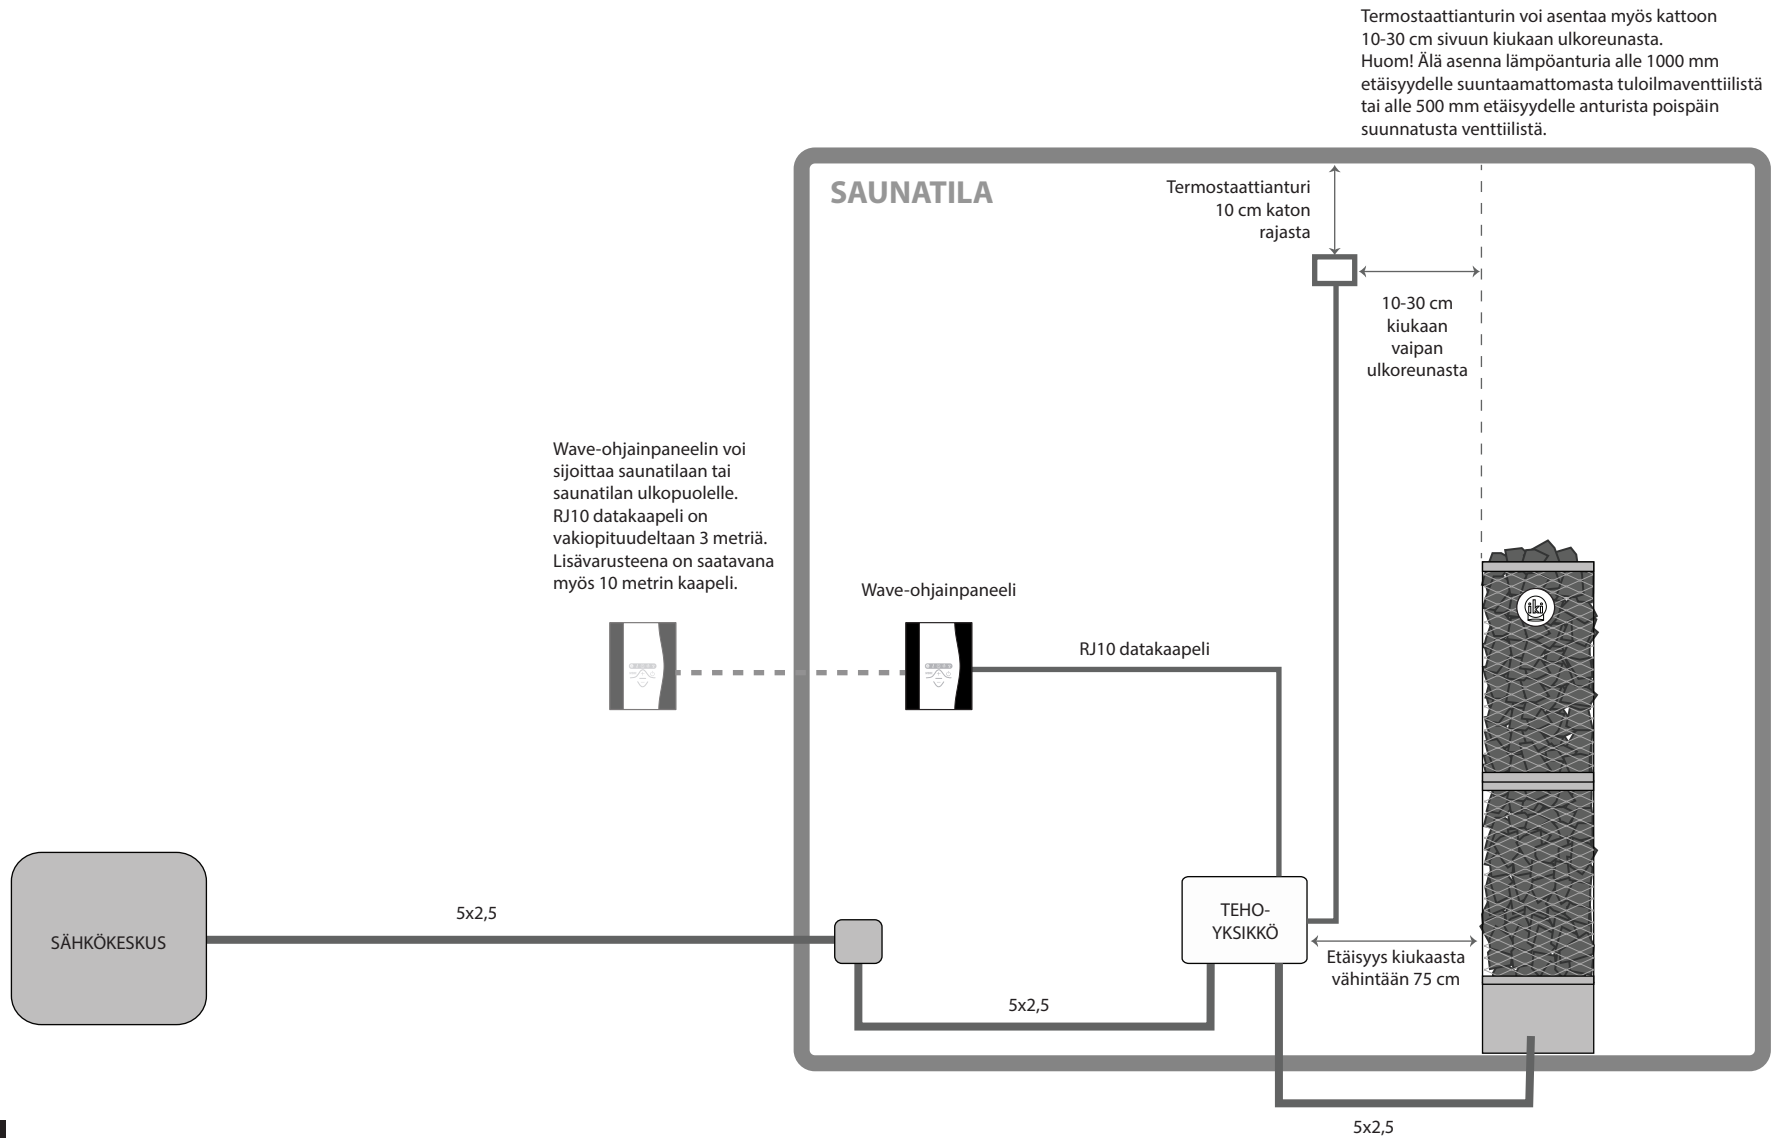 Termostaattianturin voi asentaa myös kattoon
10-30 cm sivuun kiukaan ulkoreunasta.
Huom! Älä asenna lämpöanturia alle 1000 mm
etäisyydelle suuntaamattomasta tuloilmaventtiilistä
tai alle 500 mm etäisyydelle anturista poispäin
suunnatusta venttiilistä.
SAUNATILA
Termostaattianturi
10 cm katon
rajasta
10-30 cm
kiukaan
vaipan
ulkoreunasta
Wave-ohjainpaneelin voi
sijoittaa saunatilaan tai
saunatilan ulkopuolelle.
RJ10 datakaapeli on
vakiopituudeltaan 3 metriä.
Lisävarusteena on saatavana
myös 10 metrin kaapeli.
Wave-ohjainpaneeli
RJ10 datakaapeli
iki
SÄHKÖKESKUS
5x2,5
TEHO-
YKSIKKÖ
Etäisyys kiukaasta
vähintään 75 cm
5x2,5
5x2,5